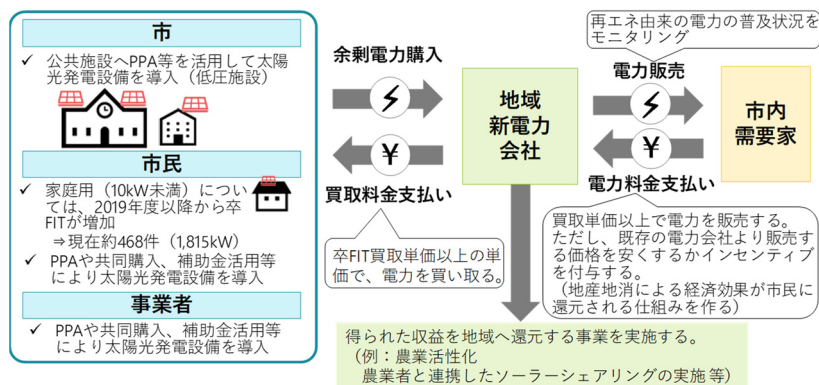 市
✓ 公共施設へPPA等を活用して太陽
光発電設備を導入（低圧施設）
市民
✓ 家庭用（10kW未満）につい
ては、2019年度以降から卒
FITが増加
⇒現在約468件（1,815kW）
✓ PPAや共同購入、補助金活用等
により太陽光発電設備を導入
事業者
✓ PPAや共同購入、補助金活用等
により太陽光発電設備を導入
余剰電力購入
¥
買取料金支払い
卒FIT買取単価以上の単
価で、電力を買い取る。
地域
新電力
会社
再エネ由来の電力の普及状況を
モニタリング
電力販売
¥
電力料金支払い
市内
需要家
買取単価以上で電力を販売する。
ただし、既存の電力会社より販売す
る価格を安くするかインセンティブ
を付与する。
（地産地消による経済効果が市民に
還元される仕組みを作る）
得られた収益を地域へ還元する事業を実施する。
（例：農業活性化
農業者と連携したソーラーシェアリングの実施 等）